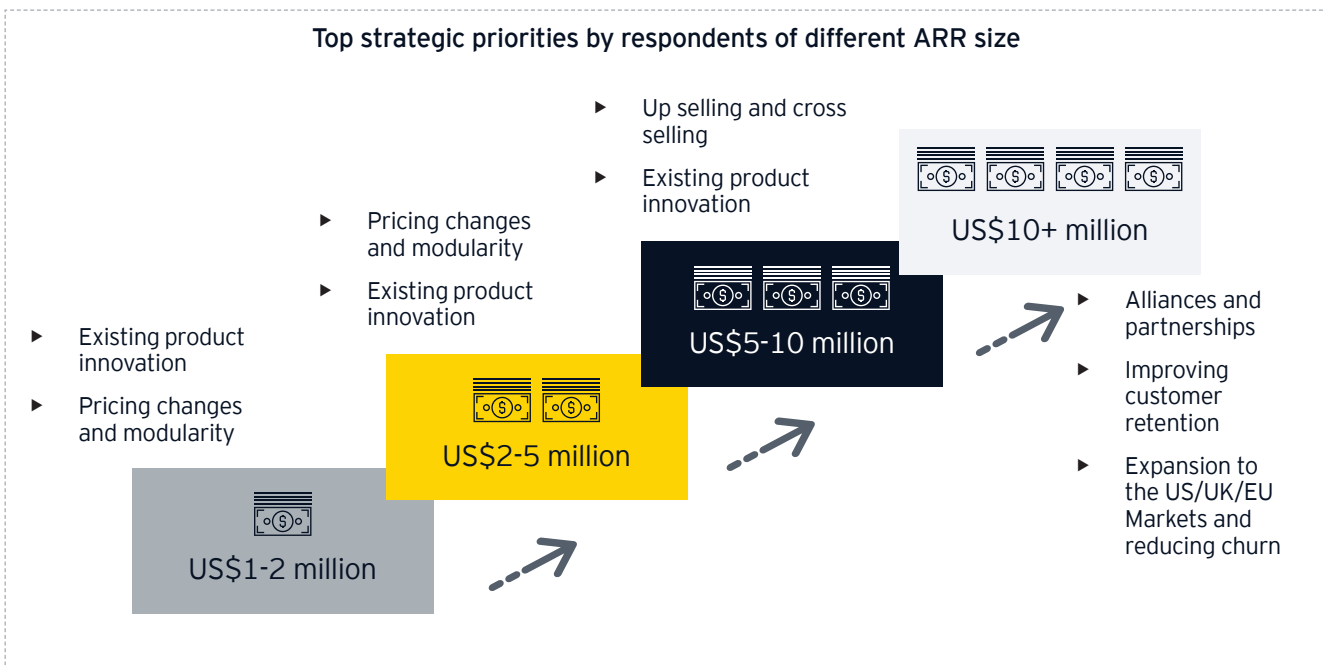 Top strategic priorities by respondents of different ARR size
▶ Existing product
innovation
▶ Pricing changes
and modularity
US$1-2 million
▶ Pricing changes
and modularity
▶ Existing product
innovation
US$2-5 million
▶ Up selling and cross
selling
▶ Existing product
innovation
US$5-10 million
US$10+ million
▶ Alliances and
partnerships
▶ Improving
customer
retention
▶ Expansion to
the US/UK/EU
Markets and
reducing churn